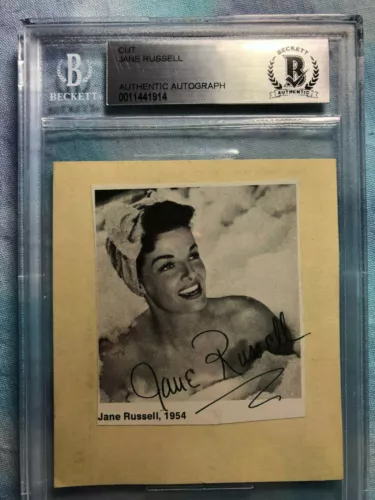 B
BECKETT
CUT
JANE RUSSELL
AUTHENTIC AUTOGRAPH
0011441914
BECKETT
B
AUTHENTIC
Jane Russell
Jane Russell, 1954